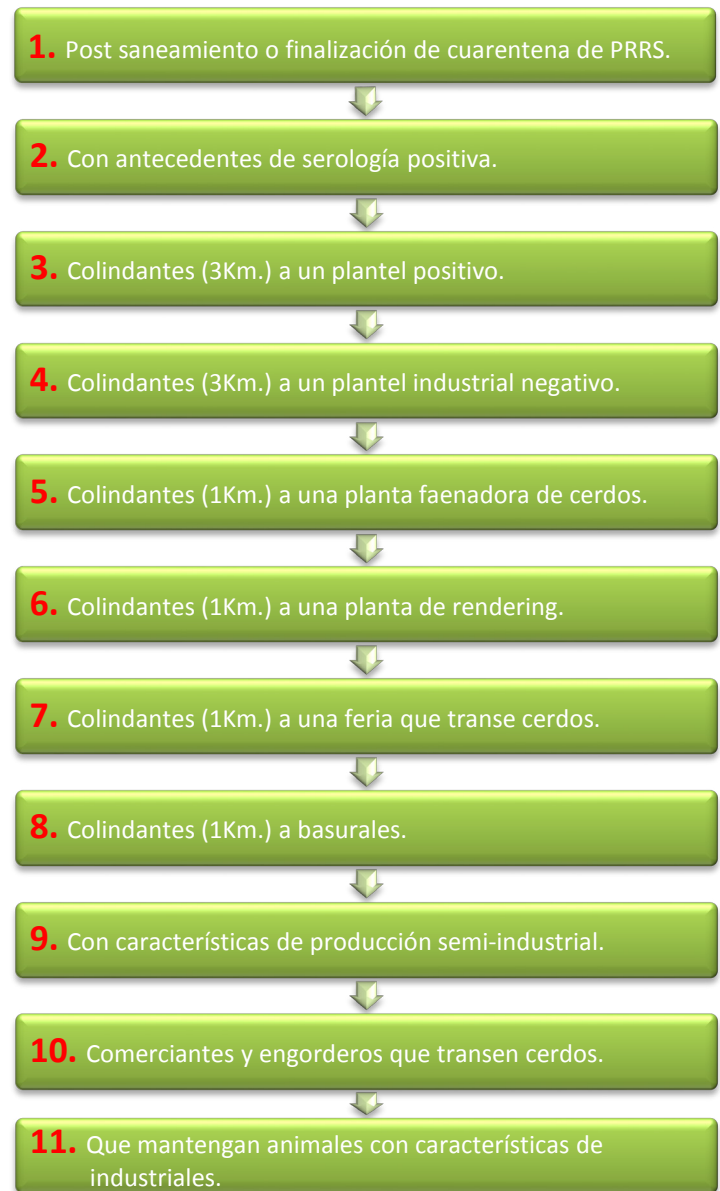 1. Post saneamiento o finalización de cuarentena de PRRS.
2. Con antecedentes de serología positiva.
3. Colindantes (3Km.) a un plantel positivo.
4. Colindantes (3Km.) a un plantel industrial negativo.
5. Colindantes (1Km.) a una planta faenadora de cerdos.
6. Colindantes (1Km.) a una planta de rendering.
7. Colindantes (1Km.) a una feria que transe cerdos.
8. Colindantes (1Km.) a basurales.
9. Con características de producción semi-industrial.
10. Comerciantes y engorderos que transen cerdos.
11. Que mantengan animales con características de
industriales.